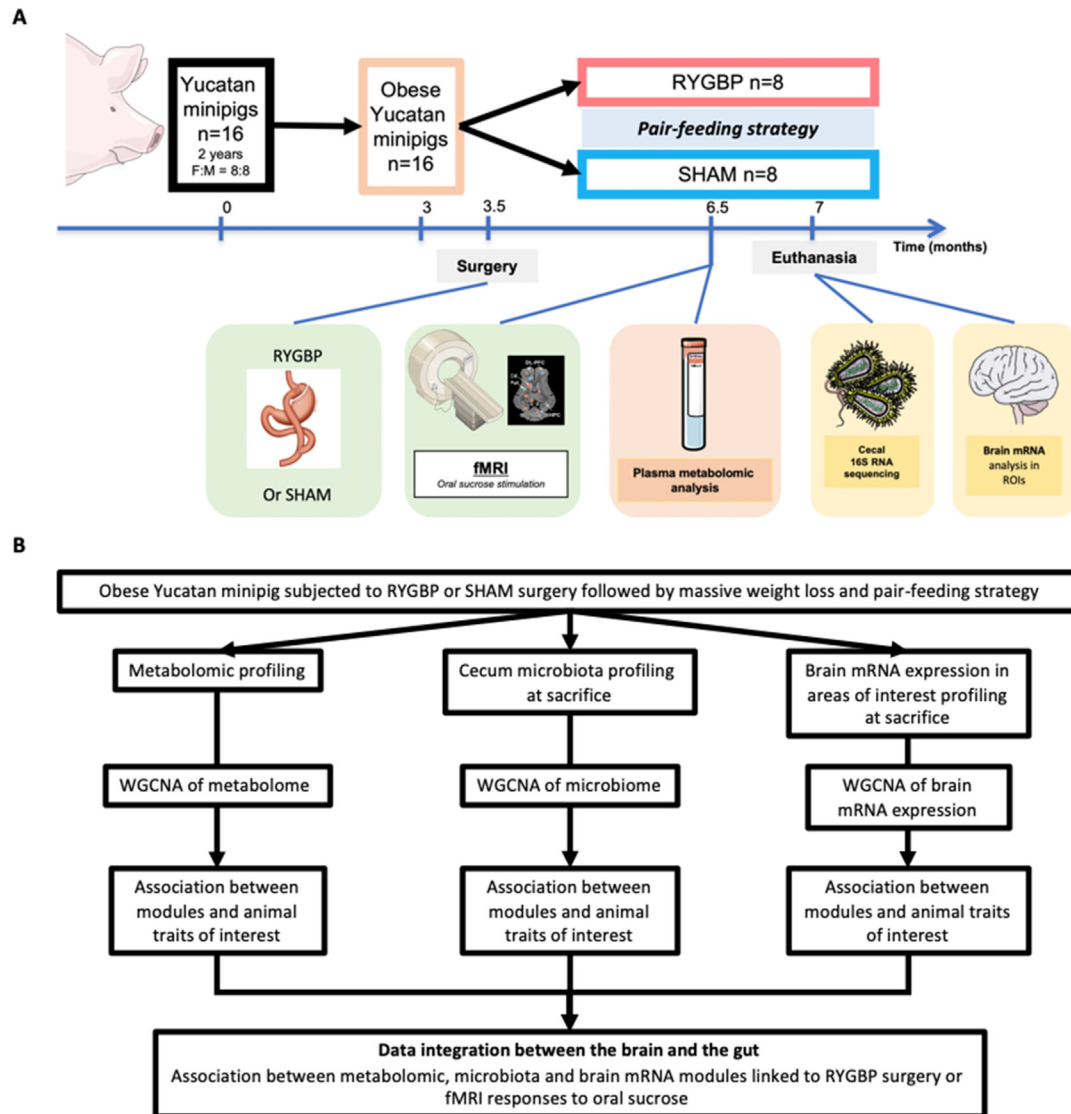 A
Yucatan
minipigs
n=16
2 years
F:M = 8:8
Obese
Yucatan
minipigs
n=16
RYGBP n=8
Pair-feeding strategy
SHAM n=8
0
3
3.5
6.5
7
Time (months)
Surgery
Euthanasia
RYGBP
Or SHAM
fMRI
Oral sucrose stimulation
Plasma metabolomic
analysis
Cecal
16S RNA
sequencing
Brain mRNA
analysis in
ROIs
B
Obese Yucatan minipig subjected to RYGBP or SHAM surgery followed by massive weight loss and pair-feeding strategy
Metabolomic profiling
Cecum microbiota profiling
at sacrifice
Brain mRNA expression in
areas of interest profiling
at sacrifice
WGCNA of metabolome
WGCNA of microbiome
WGCNA of brain
mRNA expression
Association between
modules and animal
traits of interest
Association between
modules and animal
traits of interest
Association between
modules and animal traits
of interest
Data integration between the brain and the gut
Association between metabolomic, microbiota and brain mRNA modules linked to RYGBP surgery or
fMRI responses to oral sucrose